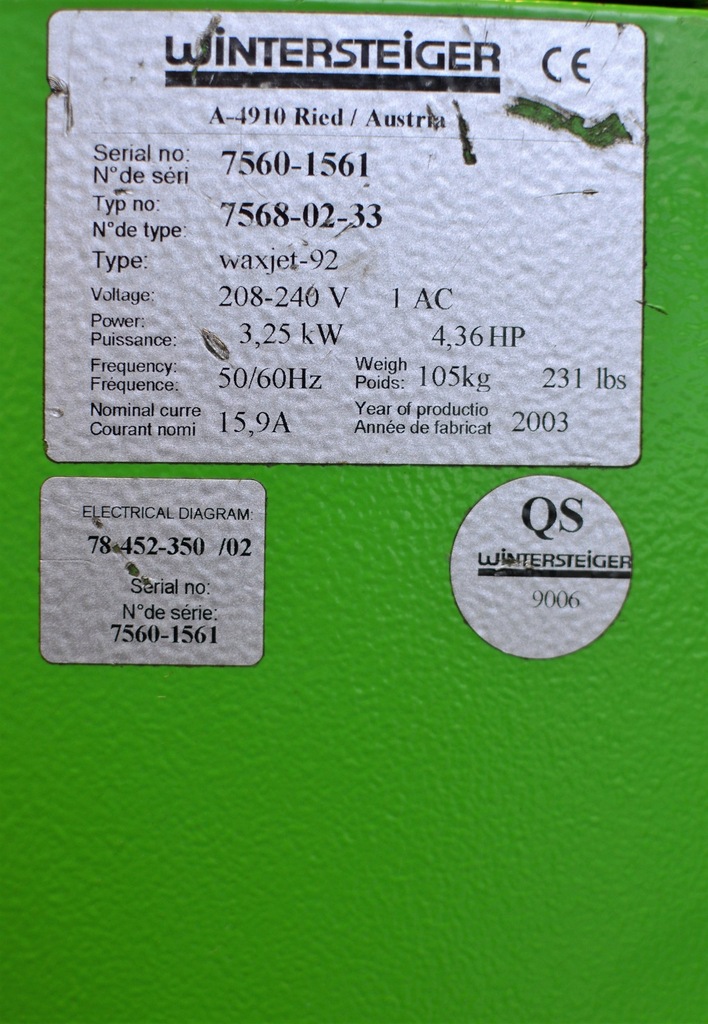 WINTERSTEIGER CE
A-4910 Ried / Austria
Serial no: 7560-1561
N°de séri
Typ no: 7568-02-33
N°de type:
Type: waxjet-92
Voltage: 208-240 V 1 AC
Power: 3,25 kW 4,36 HP
Puissance:
Frequency: 50/60Hz
Fréquence:
Weigh 105kg 231 lbs
Poids:
Nominal curre 15,9A
Courant nomi
Year of productio 2003
Année de fabricat
ELECTRICAL DIAGRAM:
78-452-350 /02
Serial no:
N°de série:
7560-1561
QS
WINTERSTEIGER
9006